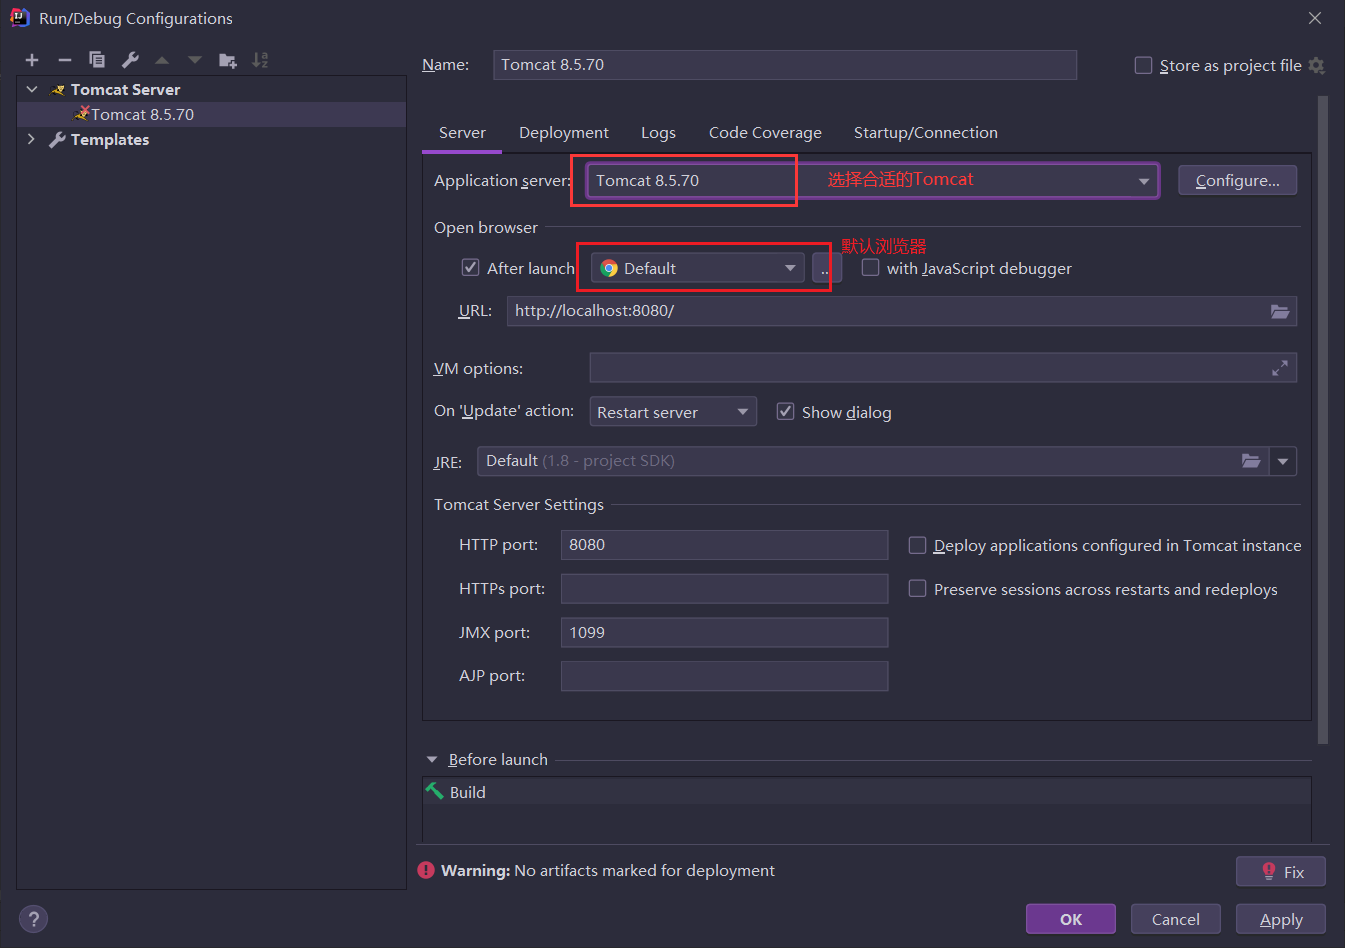 Run/Debug Configurations
Tomcat Server
Tomcat 8.5.70
Templates
Name: Tomcat 8.5.70 Store as project file
Server Deployment Logs Code Coverage Startup/Connection
Application server: Tomcat 8.5.70 选择合适的Tomcat Configure...
Open browser
默认浏览器
After launch Default .. with JavaScript debugger
URL: http://localhost:8080/
VM options:
On 'Update' action: Restart server Show dialog
JRE: Default (1.8 - project SDK)
Tomcat Server Settings
HTTP port: 8080 Deploy applications configured in Tomcat instance
HTTPs port: Preserve sessions across restarts and redeploys
JMX port: 1099
AJP port:
Before launch
Build
Warning: No artifacts marked for deployment Fix
? OK Cancel Apply